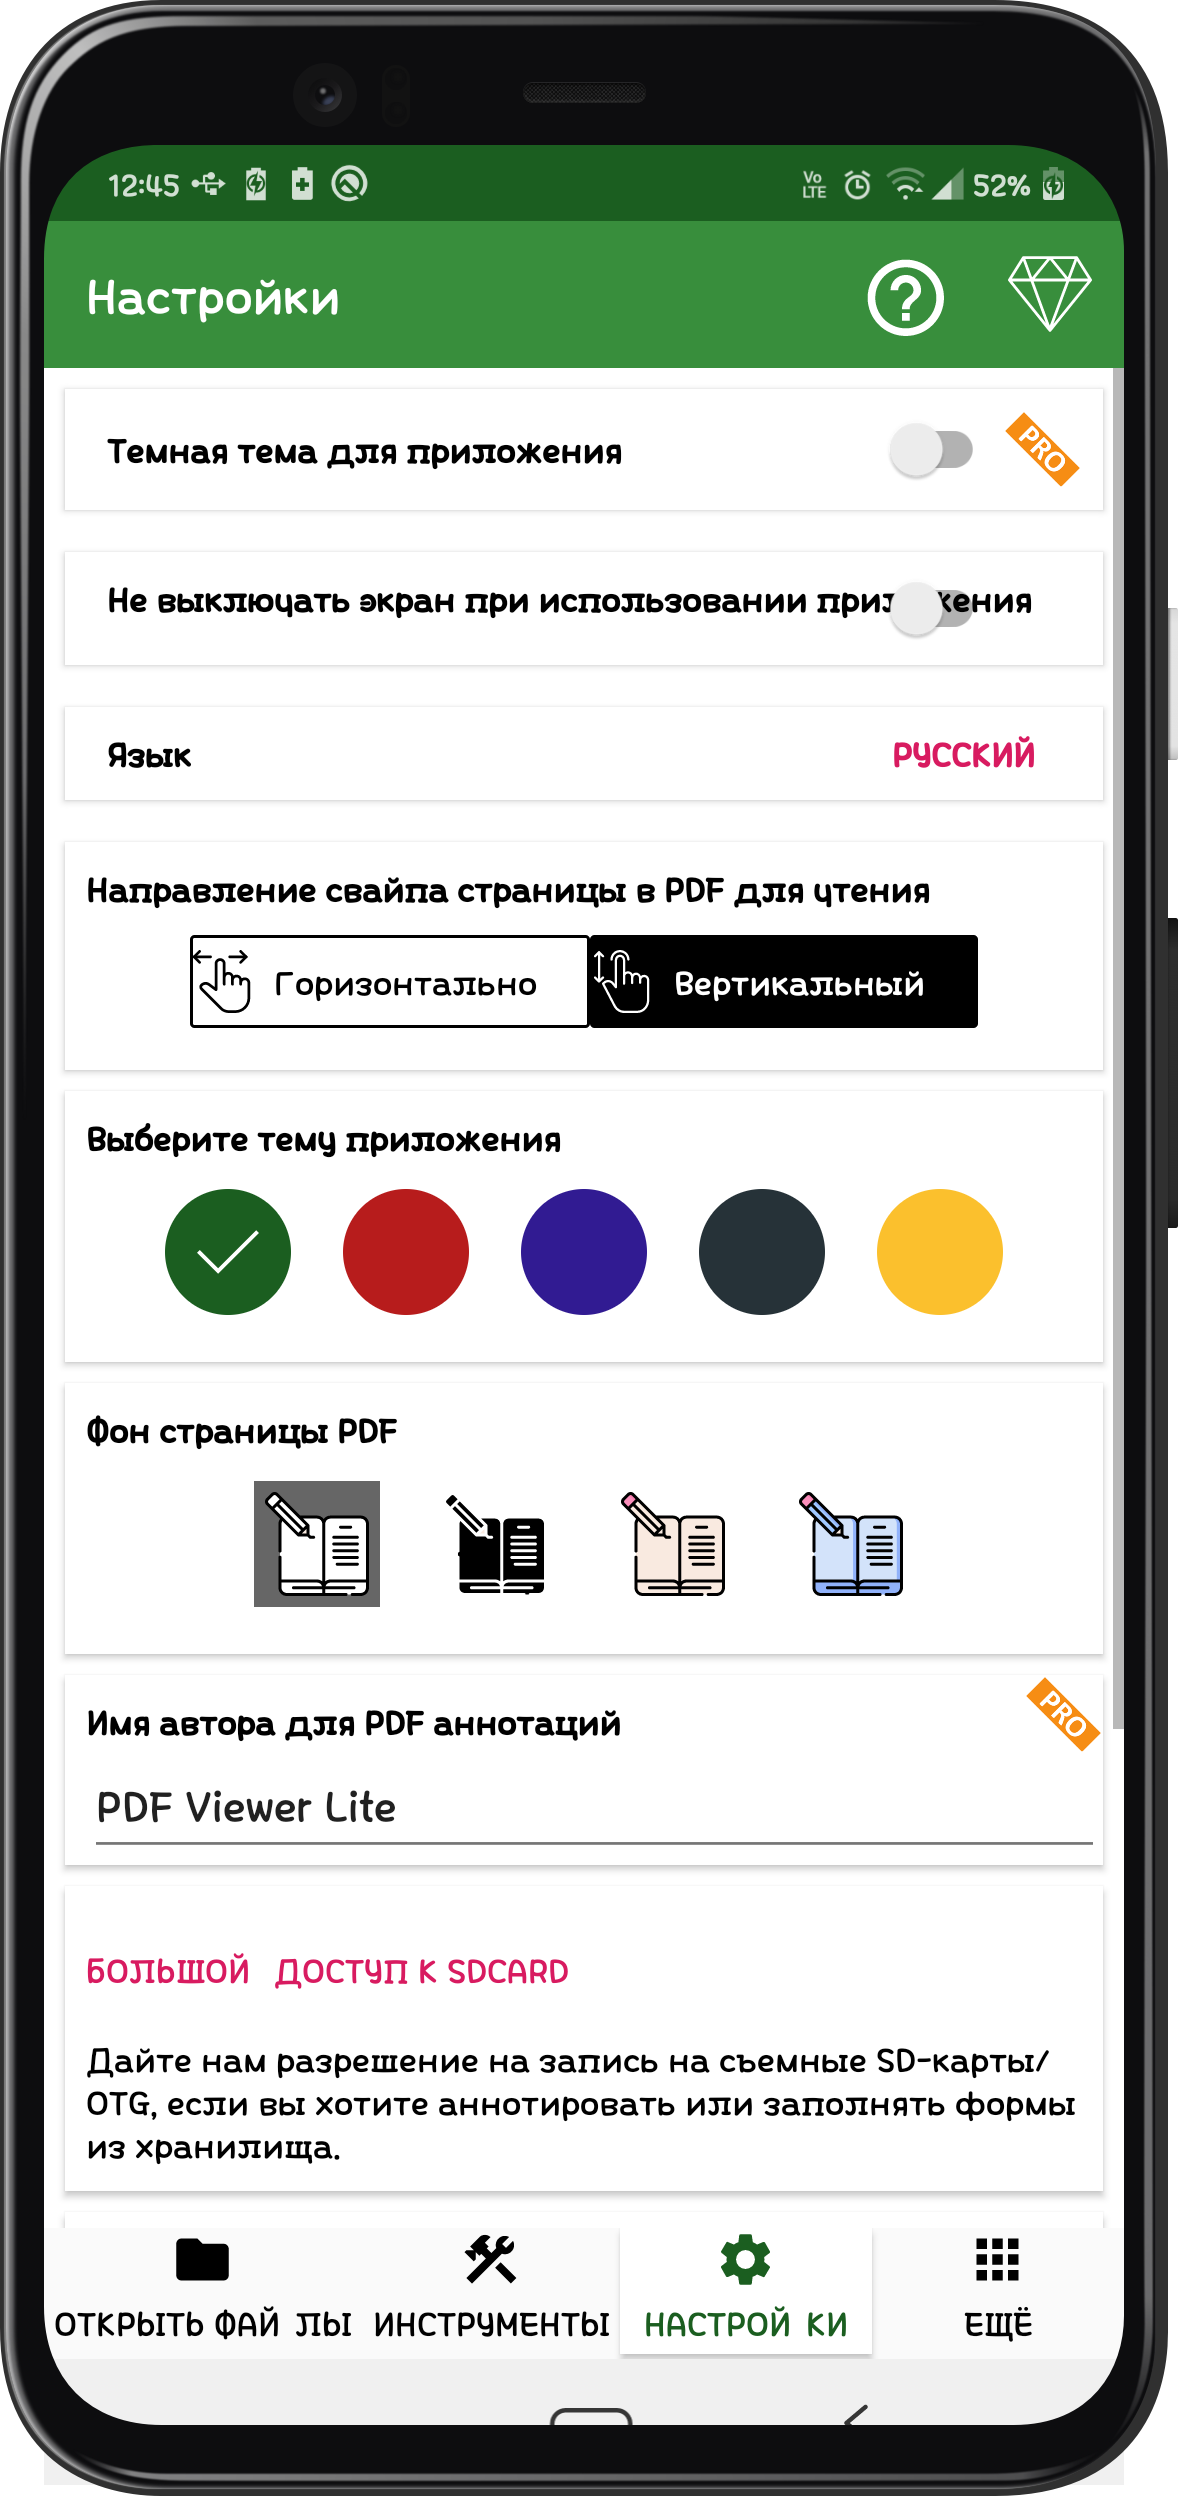 12:45
Vo
LTE
52%
Настройки
Темная тема для приложения
PRO
Не выключать экран при использовании приложения
Язык
РУССКИЙ
Направление свайпа страницы в PDF для чтения
Горизонтально
Вертикальный
Выберите тему приложения
Фон страницы PDF
Имя автора для PDF аннотаций
PRO
PDF Viewer Lite
БОЛЬШОЙ ДОСТУП К SDCARD
Дайте нам разрешение на запись на съемные SD-карты/
OTG, если вы хотите аннотировать или заполнять формы
из хранилища.
ОТКРЫТЬ ФАЙЛЫ
ИНСТРУМЕНТЫ
НАСТРОЙКИ
ЕЩЁ